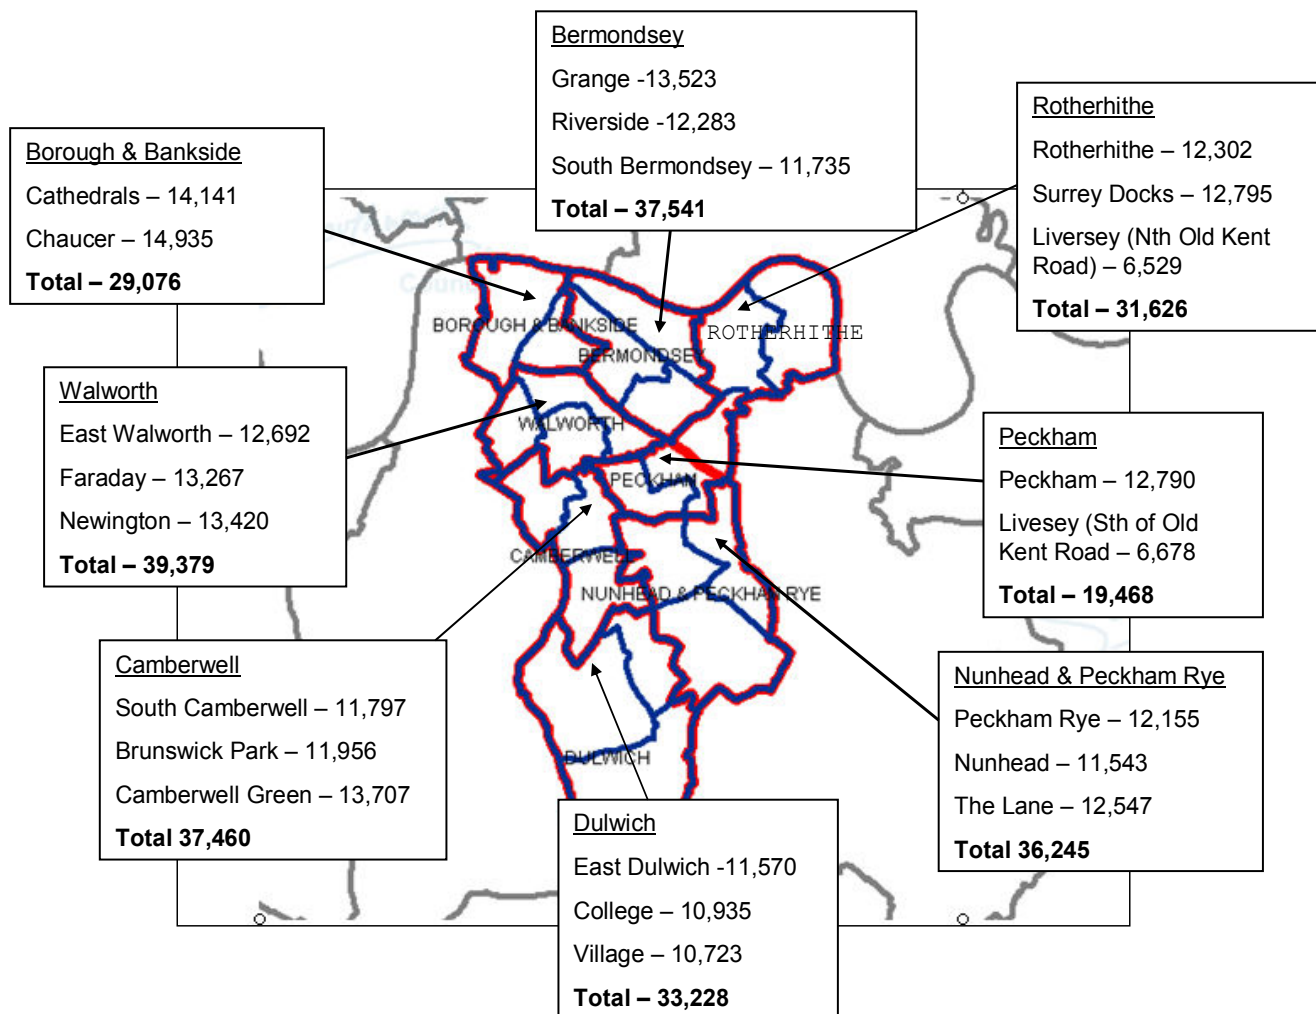 Bermondsey
Grange -13,523
Riverside -12,283
South Bermondsey – 11,735
Total – 37,541
Rotherhithe
Rotherhithe – 12,302
Surrey Docks – 12,795
Liversey (Nth Old Kent
Road) – 6,529
Total – 31,626
Borough & Bankside
Cathedrals – 14,141
Chaucer – 14,935
Total – 29,076
Walworth
East Walworth – 12,692
Faraday – 13,267
Newington – 13,420
Total – 39,379
Peckham
Peckham – 12,790
Livesey (Sth of Old
Kent Road – 6,678
Total – 19,468
Camberwell
South Camberwell – 11,797
Brunswick Park – 11,956
Camberwell Green – 13,707
Total 37,460
Nunhead & Peckham Rye
Peckham Rye – 12,155
Nunhead – 11,543
The Lane – 12,547
Total 36,245
Dulwich
East Dulwich -11,570
College – 10,935
Village – 10,723
Total – 33,228
BOROUGH & BANKSIDE
BERMONDSEY
ROTHERHITHE
WALWORTH
PECKHAM
CAMBERWELL
NUNHEAD & PECKHAN RYE
DULWICH